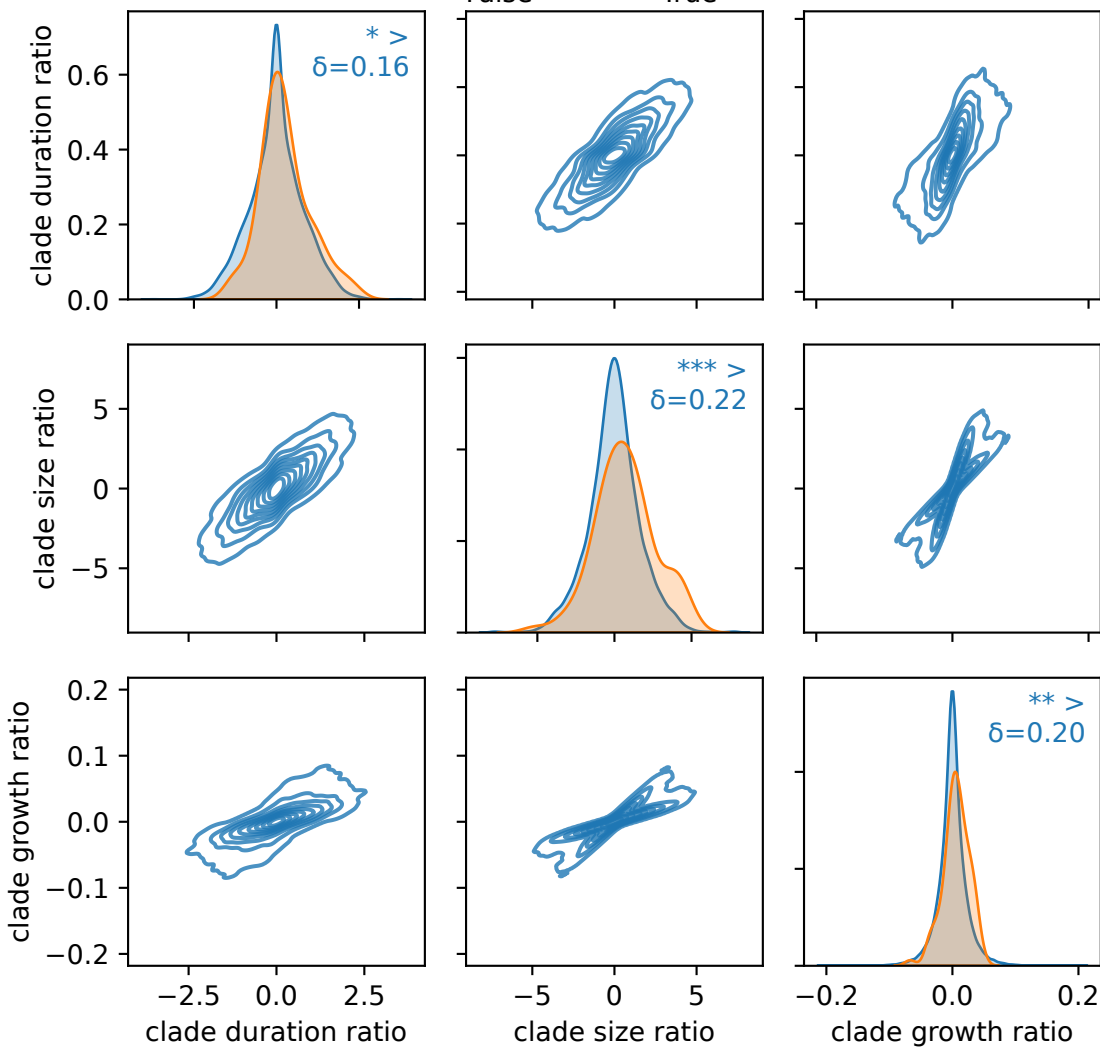 clade duration ratio
0.6
0.4
0.2
0.0
* >
δ=0.16
clade size ratio
5
0
−5
*** >
δ=0.22
clade growth ratio
0.2
0.1
0.0
−0.1
−0.2
** >
δ=0.20
−2.5 0.0 2.5
−5 0 5
−0.2 0.0 0.2
clade duration ratio
clade size ratio
clade growth ratio